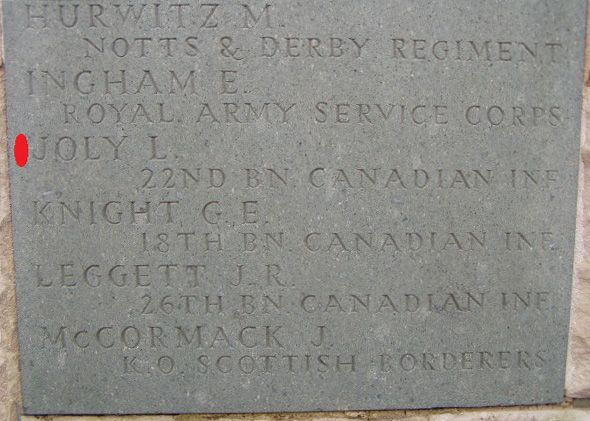 HURWITZ M.
NOTTS & DERBY REGIMENT
INGHAM E.
ROYAL ARMY SERVICE CORPS
JOLY L.
22ND BN. CANADIAN INF.
KNIGHT G.E.
18TH BN. CANADIAN INF.
LEGGETT J.R.
26TH BN. CANADIAN INF.
McCORMACK J.
K.O. SCOTTISH BORDERERS